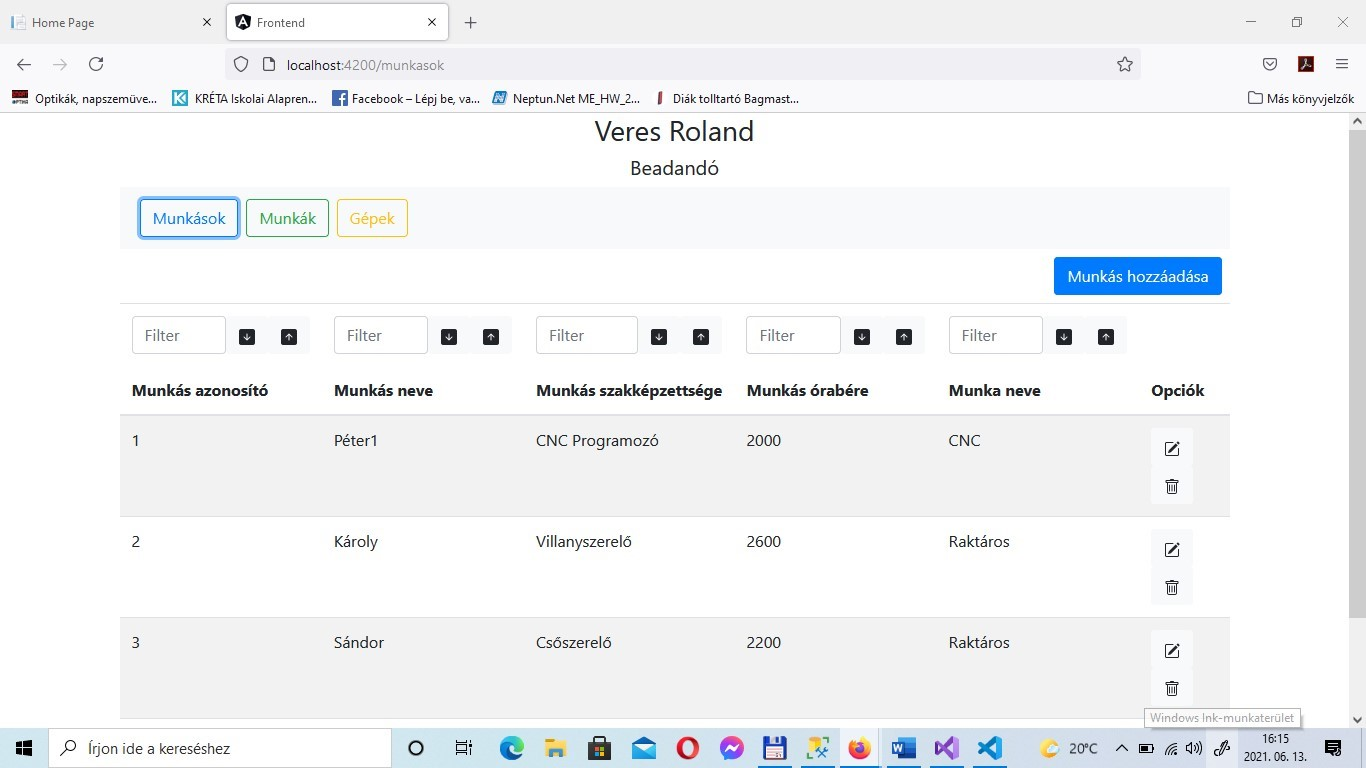 Home Page
Frontend
localhost:4200/munkasok
Optikák, napszemüve...
KRÉTA Iskolai Alapren...
Facebook – Lépj be, va...
Neptun.Net ME_HW_2...
Diák tolltartó Bagmast...
Más könyvjelzők
Veres Roland
Beadandó
Munkások Munkák Gépek
Munkás hozzáadása
Filter Filter Filter Filter Filter
Munkás azonosító Munkás neve Munkás szakképzettsége Munkás órabére Munka neve Opciók
1 Péter1 CNC Programozó 2000 CNC
2 Károly Villanyszerelő 2600 Raktáros
3 Sándor Csőszerelő 2200 Raktáros
Windows Ink-munkaterület
Írjon ide a kereséshez
20°C
16:15
2021. 06. 13.